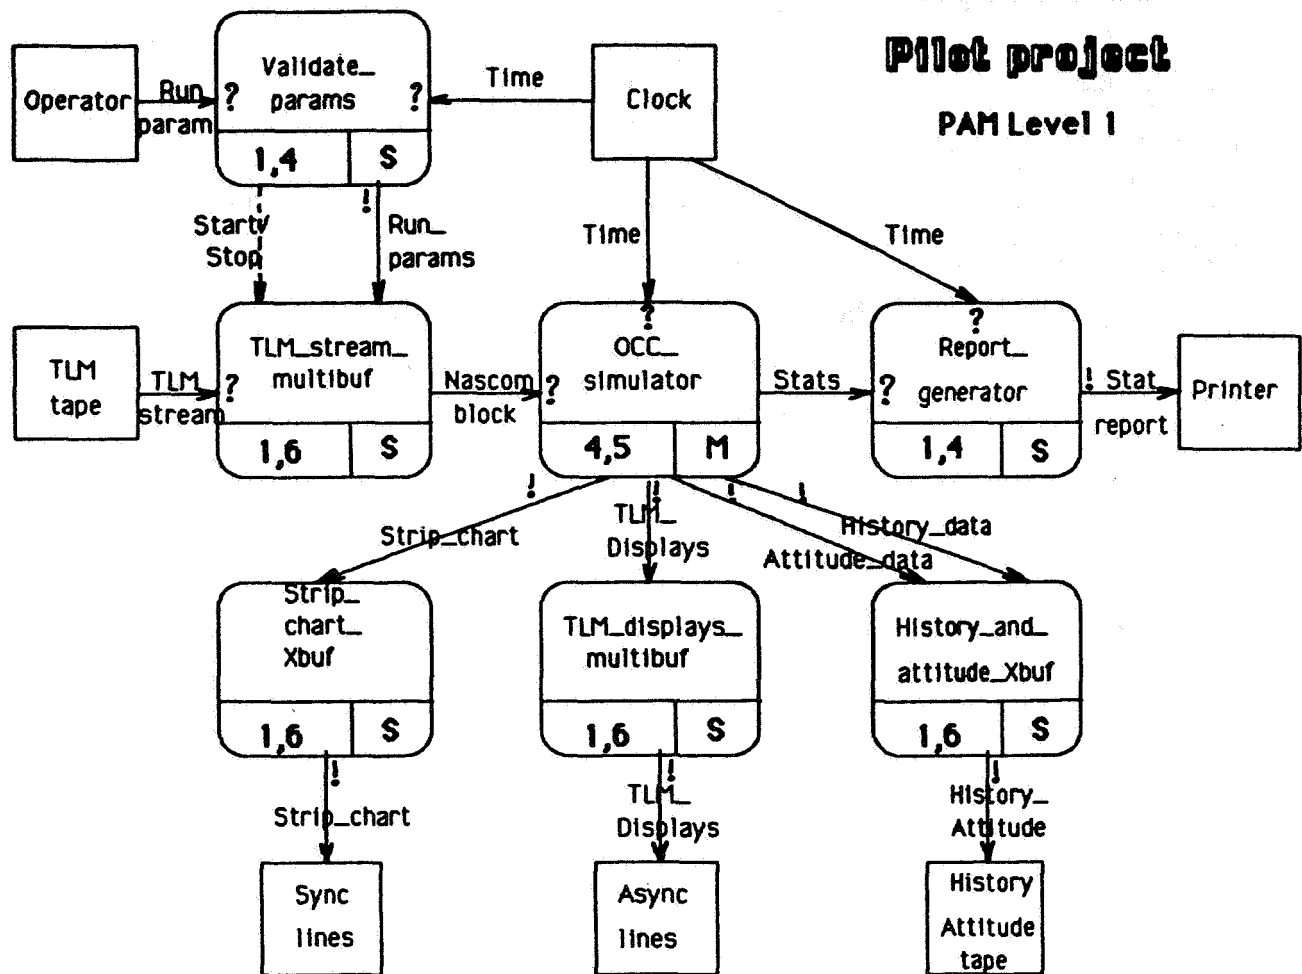 Pilot project
PAM Level 1
Operator
Run
param
?
Validate_
params
?
1,4
S
!
Time
Clock
Start/
Stop
Run_
params
Time
Time
TLM
tape
TLM
stream
?
TLM_stream_
multibuf
1,6
S
Nascom
block
?
?
OCC_
simulator
4,5
M
Stats
?
?
Report_
generator
1,4
S
!
Stat
report
Printer
!
!
!
!
Strip_chart
TLM_
Displays
History_data
Attitude_data
Strip_
chart_
Xbuf
1,6
S
TLM_displays_
multibuf
1,6
S
History_and_
attitude_Xbuf
1,6
S
!
Strip_chart
!
TLM_
Displays
!
History_
Attitude
Sync
lines
Async
lines
History
Attitude
tape